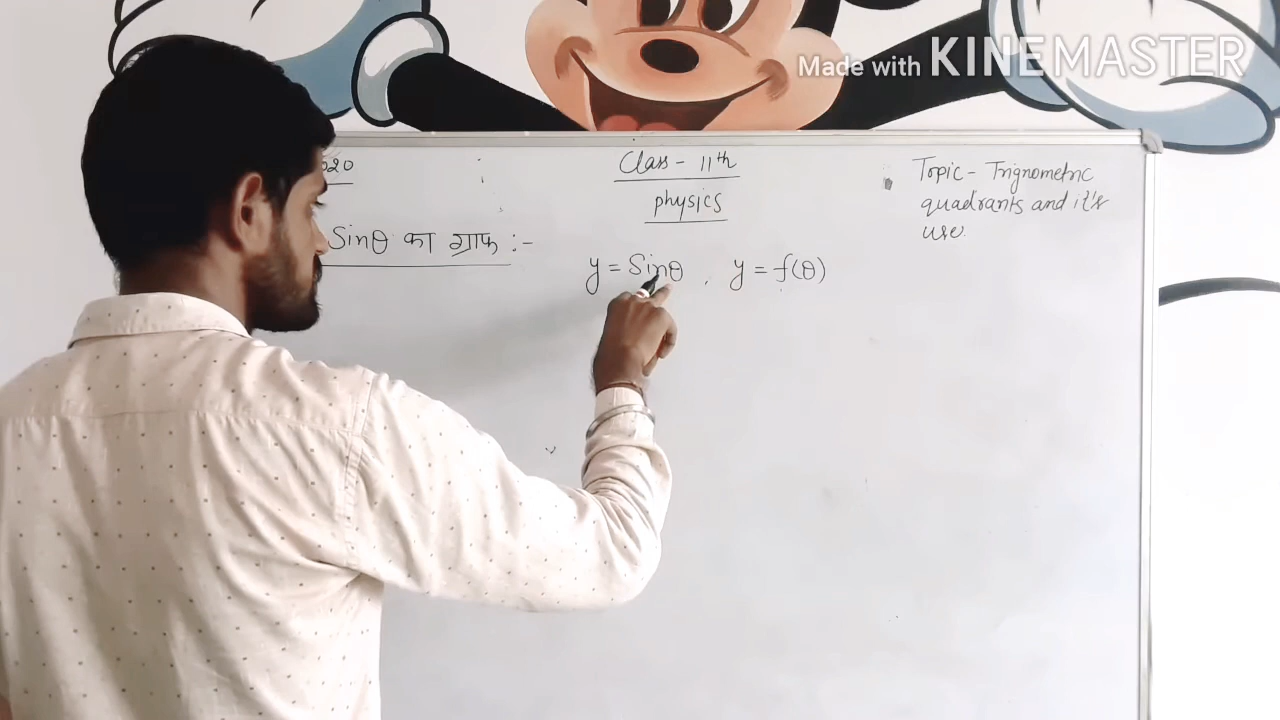 Made with KINEMASTER
020
Class - 11th
physics
Topic - Trignometric
quadrants and it's
use.
Sinθ का ग्राफ :-
y = Sinθ , y = f(θ)